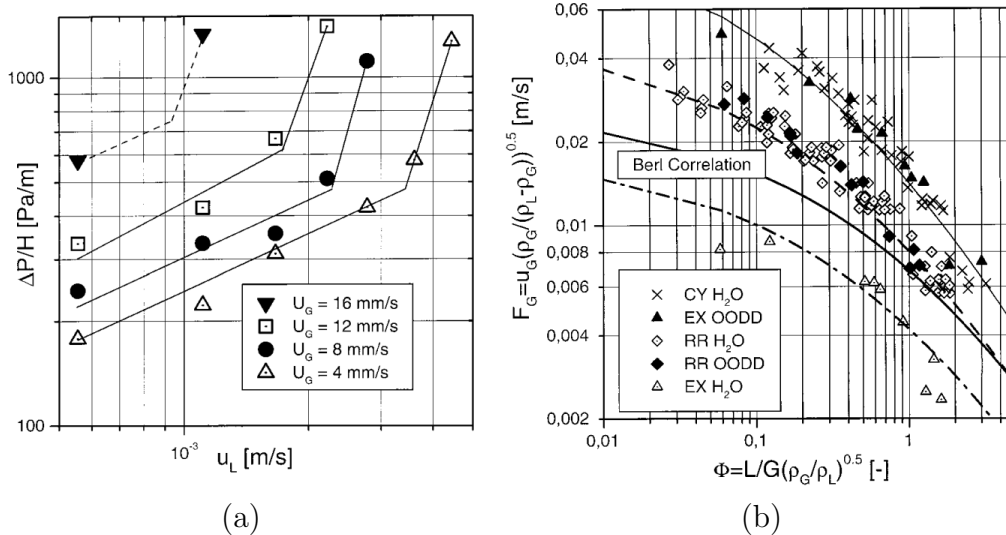 1000
100
ΔP/H [Pa/m]
10⁻³
u_L [m/s]
U_G = 16 mm/s
U_G = 12 mm/s
U_G = 8 mm/s
U_G = 4 mm/s
(a)
0,06
0,04
0,02
0,01
0,008
0,006
0,004
0,002
F_G=u_G(ρ_G/(ρ_L-ρ_G))^0.5 [m/s]
Berl Correlation
CY H₂O
EX OODD
RR H₂O
RR OODD
EX H₂O
0,01
0,1
1
Φ=L/G(ρ_G/ρ_L)^0.5 [-]
(b)